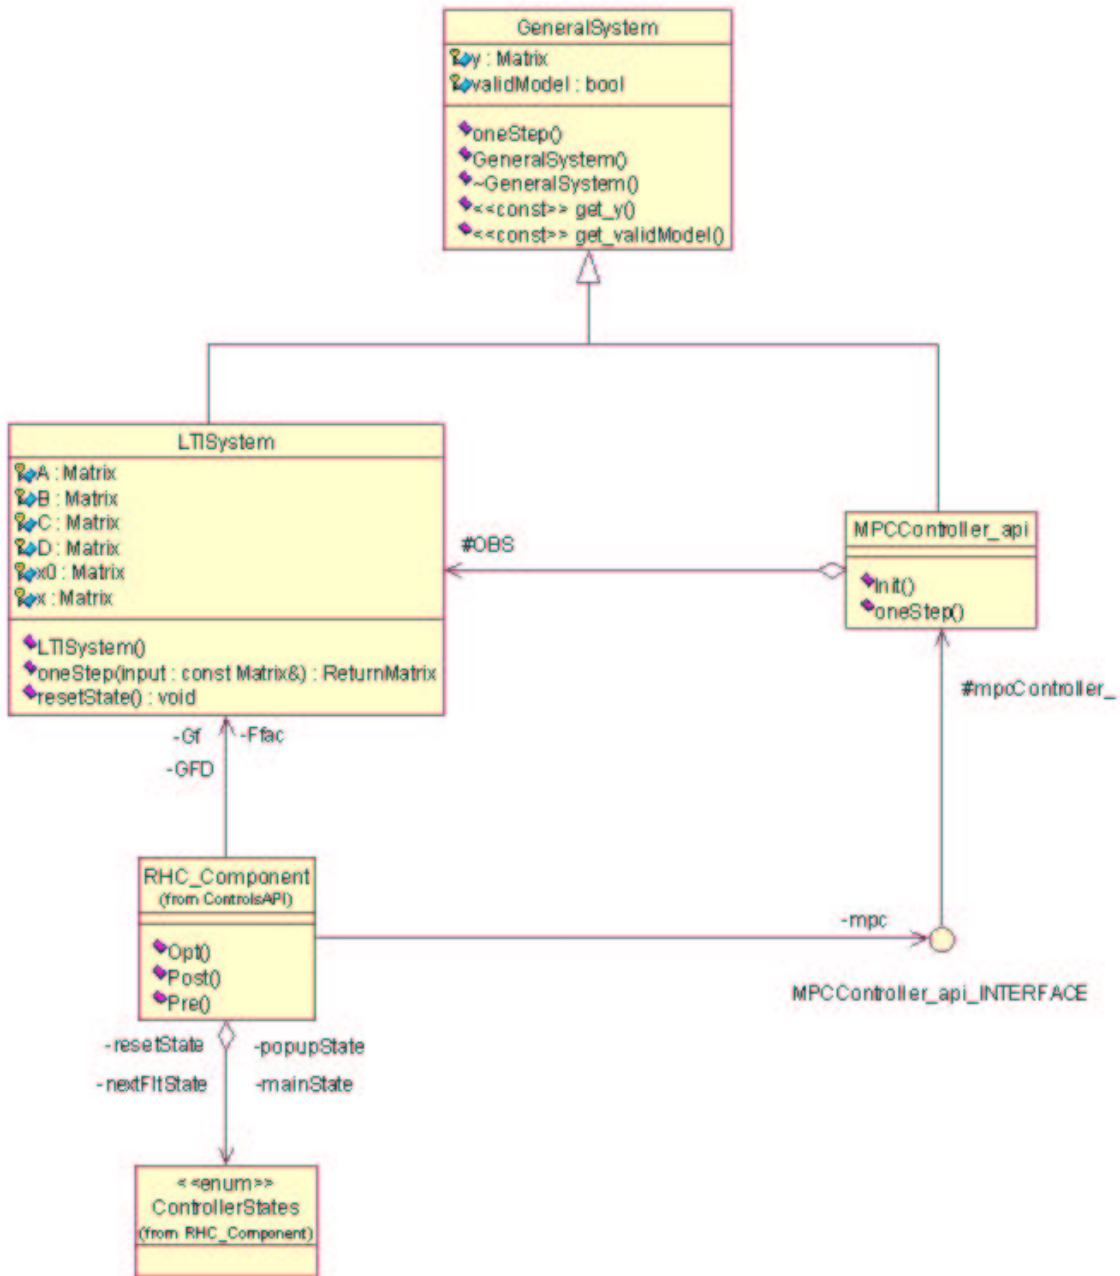 GeneralSystem
y : Matrix
validModel : bool
oneStep()
GeneralSystem()
~GeneralSystem()
<<const>> get_y()
<<const>> get_validModel()
LTISystem
A : Matrix
B : Matrix
C : Matrix
D : Matrix
x0 : Matrix
x : Matrix
LTISystem()
oneStep(input : const Matrix&) : ReturnMatrix
resetState() : void
#OBS
MPCController_api
Init()
oneStep()
#mpcController_
-Gf
-Ffac
-GFD
RHC_Component
(from ControlsAPI)
Opt()
Post()
Pre()
-mpc
MPCController_api_INTERFACE
-resetState
-popupState
-nextFltState
-mainState
<<enum>>
ControllerStates
(from RHC_Component)